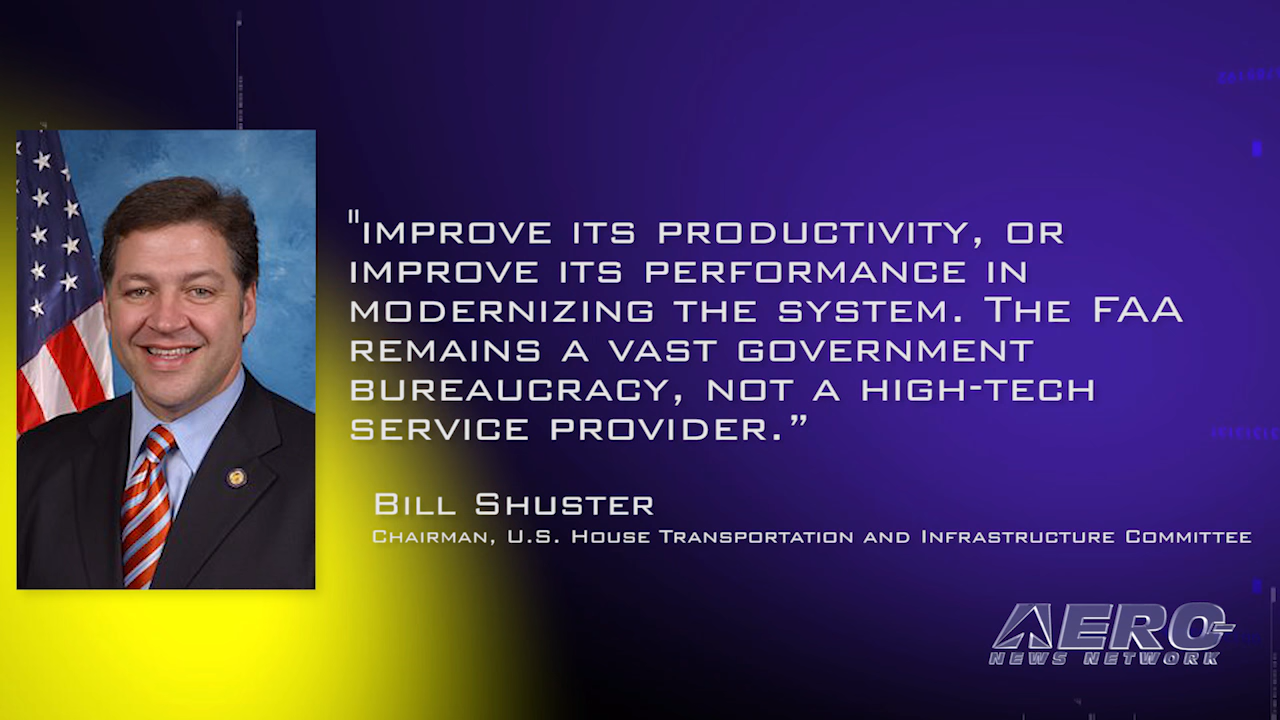 "Improve its productivity, or
improve its performance in
modernizing the system. The FAA
remains a vast government
bureaucracy, not a high-tech
service provider.”
Bill Shuster
Chairman, U.S. House Transportation and Infrastructure Committee
AERO
NEWS NETWORK